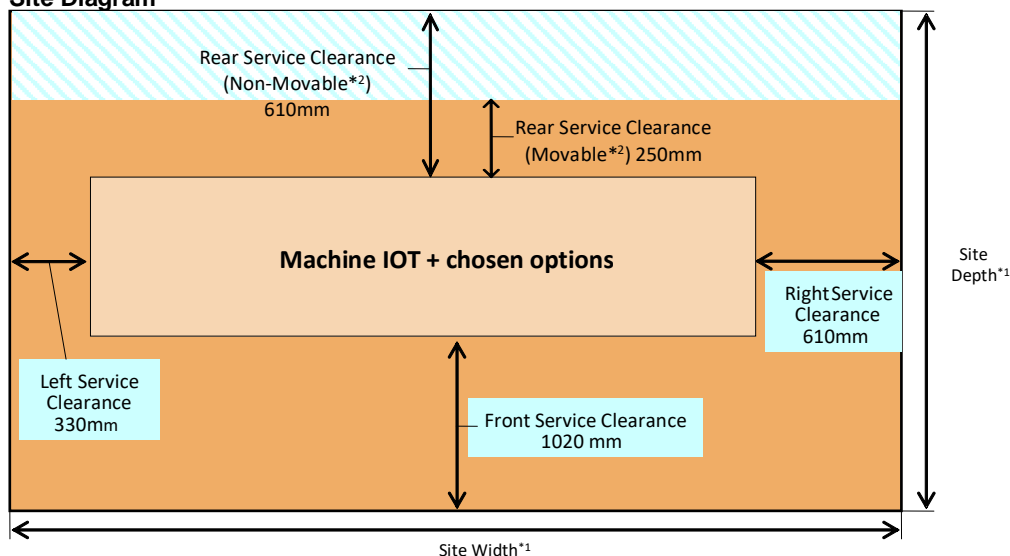 Site Diagram
Rear Service Clearance
(Non-Movable*2)
610mm
Rear Service Clearance
(Movable*2) 250mm
Machine IOT + chosen options
Site
Depth*1
Right Service
Clearance
610mm
Left Service
Clearance
330mm
Front Service Clearance
1020 mm
Site Width*1